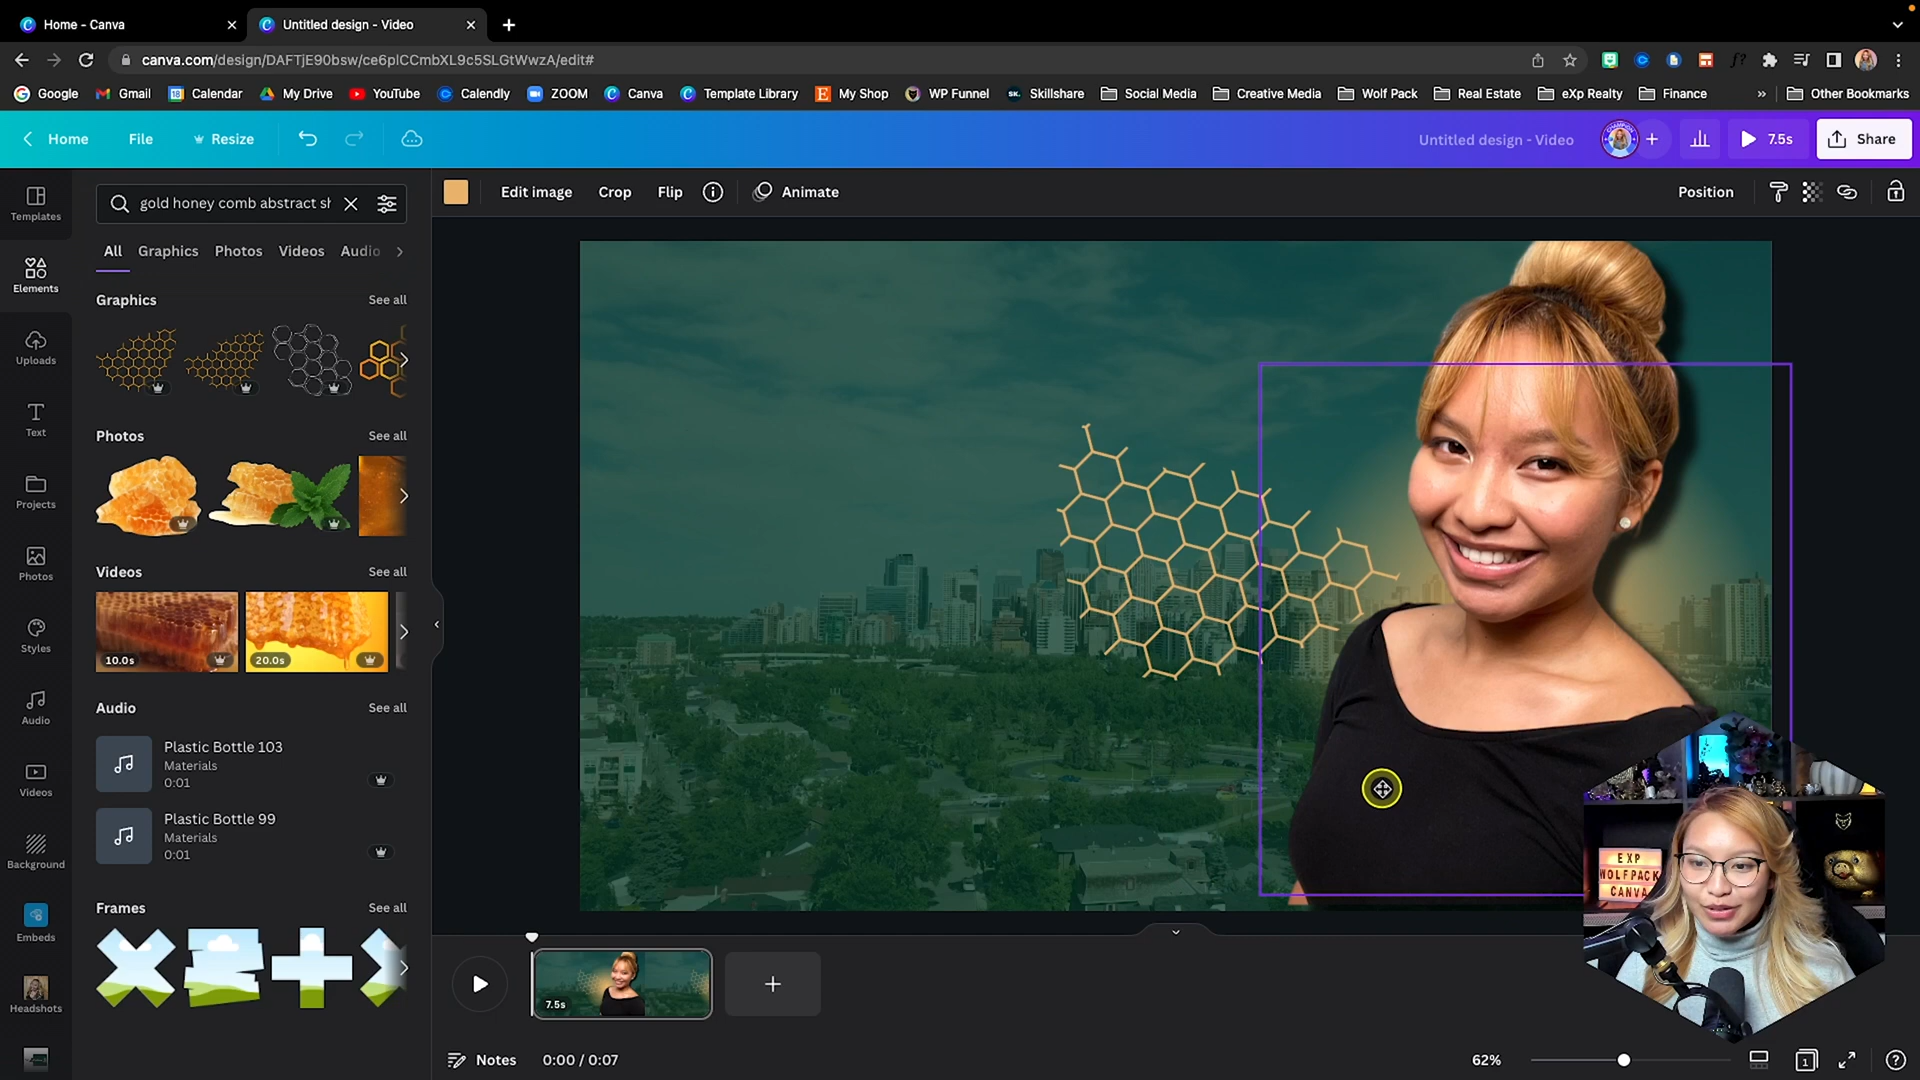 Home - Canva
Untitled design - Video
canva.com/design/DAFTjE90bsw/ce6plCCmbXL9c5SLGtWwzA/edit#
Google Gmail Calendar My Drive YouTube Calendly ZOOM Canva Template Library My Shop WP Funnel Skillshare Social Media Creative Media Wolf Pack Real Estate eXp Realty Finance » Other Bookmarks
Home File Resize Untitled design - Video 7.5s Share
gold honey comb abstract sh
Edit image Crop Flip Animate Position
Templates
Elements
Uploads
Text
Projects
Photos
Styles
Audio
Videos
Background
Embeds
Headshots
All Graphics Photos Videos Audio
Graphics See all
Photos See all
Videos See all
10.0s 20.0s
Audio See all
Plastic Bottle 103
Materials
0:01
Plastic Bottle 99
Materials
0:01
Frames See all
EXP
WOLFPACK
CANVA
7.5s
Notes 0:00 / 0:07 62% 1